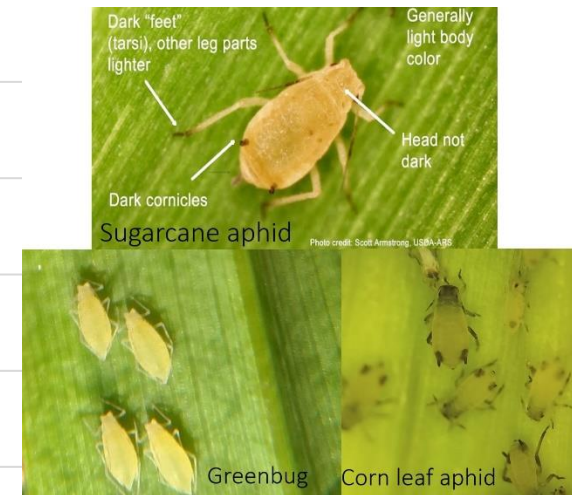 Dark “feet”
(tarsi), other leg parts
lighter
Generally
light body
color
Head not
dark
Dark cornicles
Sugarcane aphid
Photo credit: Scott Armstrong, USDA-ARS
Greenbug
Corn leaf aphid